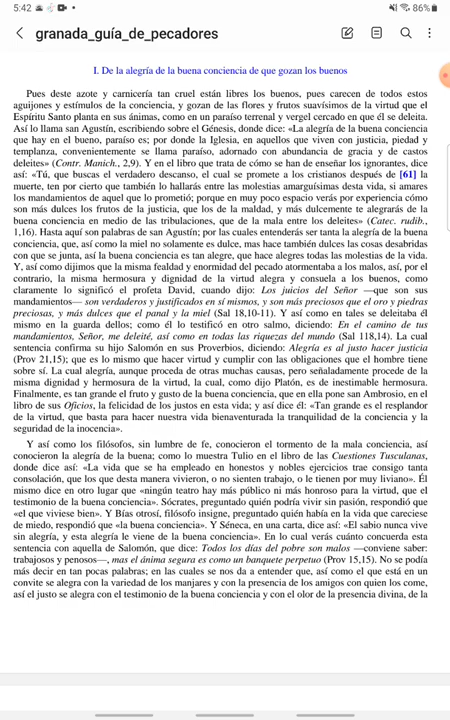 5:42
86%
granada_guía_de_pecadores
I. De la alegría de la buena conciencia de que gozan los buenos
Pues deste azote y carnicería tan cruel están libres los buenos, pues carecen de todos estos
aguijones y estímulos de la conciencia, y gozan de las flores y frutos suavísimos de la virtud que el
Espíritu Santo planta en sus ánimas, como en un paraíso terrenal y vergel cercado en que él se deleita.
Así lo llama san Agustín, escribiendo sobre el Génesis, donde dice: «La alegría de la buena conciencia
que hay en el bueno, paraíso es; por donde la Iglesia, en aquellos que viven con justicia, piedad y
templanza, convenientemente se llama paraíso, adornado con abundancia de gracia y de castos
deleites» (Contr. Manich., 2,9). Y en el libro que trata de cómo se han de enseñar los ignorantes, dice
así: «Tú, que buscas el verdadero descanso, el cual se promete a los cristianos después de [61] la
muerte, ten por cierto que también lo hallarás entre las molestias amarguísimas desta vida, si amares
los mandamientos de aquel que lo prometió; porque en muy poco espacio verás por experiencia cómo
son más dulces los frutos de la justicia, que los de la maldad, y más dulcemente te alegrarás de la
buena conciencia en medio de las tribulaciones, que de la mala entre los deleites» (Catec. rudib.,
1,16). Hasta aquí son palabras de san Agustín; por las cuales entenderás ser tanta la alegría de la buena
conciencia, que, así como la miel no solamente es dulce, mas hace también dulces las cosas desabridas
con que se junta, así la buena conciencia es tan alegre, que hace alegres todas las molestias de la vida.
Y, así como dijimos que la misma fealdad y enormidad del pecado atormentaba a los malos, así, por el
contrario, la misma hermosura y dignidad de la virtud alegra y consuela a los buenos, como
claramente lo significó el profeta David, cuando dijo: Los juicios del Señor —que son sus
mandamientos— son verdaderos y justificados en sí mismos, y son más preciosos que el oro y piedras
preciosas, y más dulces que el panal y la miel (Sal 18,10-11). Y así como en tales se deleitaba él
mismo en la guarda dellos; como él lo testificó en otro salmo, diciendo: En el camino de tus
mandamientos, Señor, me deleité, así como en todas las riquezas del mundo (Sal 118,14). La cual
sentencia confirma su hijo Salomón en sus Proverbios, diciendo: Alegría es al justo hacer justicia
(Prov 21,15); que es lo mismo que hacer virtud y cumplir con las obligaciones que el hombre tiene
sobre sí. La cual alegría, aunque proceda de otras muchas causas, pero señaladamente procede de la
misma dignidad y hermosura de la virtud, la cual, como dijo Platón, es de inestimable hermosura.
Finalmente, es tan grande el fruto y gusto de la buena conciencia, que en ella pone san Ambrosio, en el
libro de sus Oficios, la felicidad de los justos en esta vida; y así dice él: «Tan grande es el resplandor
de la virtud, que basta para hacer nuestra vida bienaventurada la tranquilidad de la conciencia y la
seguridad de la inocencia».
Y así como los filósofos, sin lumbre de fe, conocieron el tormento de la mala conciencia, así
conocieron la alegría de la buena; como lo muestra Tulio en el libro de las Cuestiones Tusculanas,
donde dice así: «La vida que se ha empleado en honestos y nobles ejercicios trae consigo tanta
consolación, que los que desta manera vivieron, o no sienten trabajo, o le tienen por muy liviano». Él
mismo dice en otro lugar que «ningún teatro hay más público ni más honroso para la virtud, que el
testimonio de la buena conciencia». Sócrates, preguntado quién podría vivir sin pasión, respondió que
«el que viviese bien». Y Bías otrosí, filósofo insigne, preguntado quién había en la vida que careciese
de miedo, respondió que «la buena conciencia». Y Séneca, en una carta, dice así: «El sabio nunca vive
sin alegría, y esta alegría le viene de la buena conciencia». En lo cual verás cuánto concuerda esta
sentencia con aquella de Salomón, que dice: Todos los días del pobre son malos —conviene saber:
trabajosos y penosos—, mas el ánima segura es como un banquete perpetuo (Prov 15,15). No se podía
más decir en tan pocas palabras; en las cuales se nos da a entender que, así como el que está en un
convite se alegra con la variedad de los manjares y con la presencia de los amigos con quien los come,
así el justo se alegra con el testimonio de la buena conciencia y con el olor de la presencia divina, de la